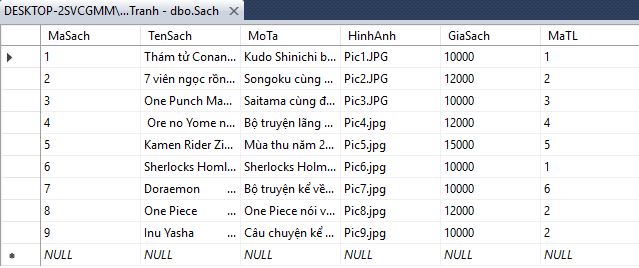 DESKTOP-2SVCGMM\...Tranh - dbo.Sach
MaSach TenSach MoTa HinhAnh GiaSach MaTL
1 Thám tử Conan... Kudo Shinichi b... Pic1.JPG 10000 1
2 7 viên ngọc rồn... Songoku cùng ... Pic2.JPG 12000 2
3 One Punch Ma... Saitama cùng đ... Pic3.JPG 10000 3
4 Ore no Yome n... Bộ truyện lãng ... Pic4.jpg 12000 4
5 Kamen Rider Zi... Mùa thu năm 2... Pic5.jpg 15000 5
6 Sherlocks Homl... Sherlocks Holm... Pic6.jpg 10000 1
7 Doraemon ... Bộ truyện kể về... Pic7.jpg 10000 6
8 One Piece ... One Piece nói v... Pic8.jpg 12000 2
9 Inu Yasha ... Câu chuyện kể ... Pic9.jpg 10000 2
NULL NULL NULL NULL NULL NULL